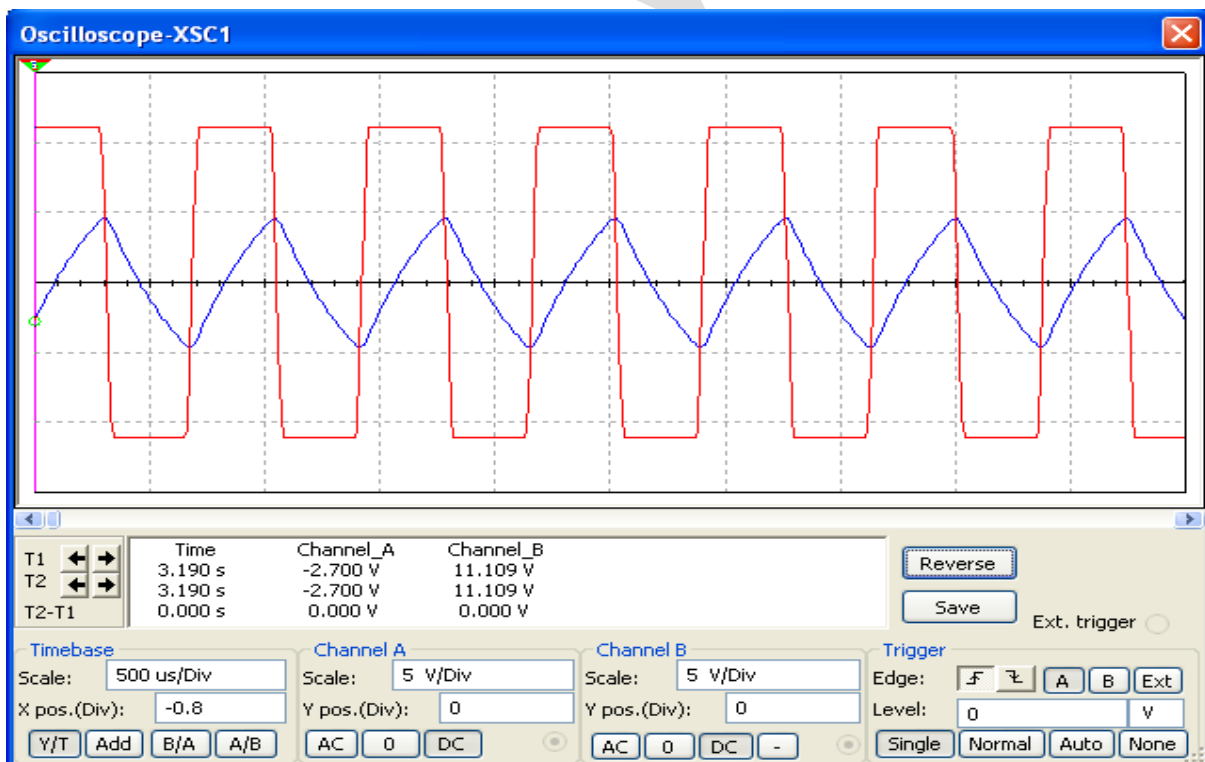 Oscilloscope-XSC1
T1
T2
T2-T1
Time Channel_A Channel_B
3.190 s -2.700 V 11.109 V
3.190 s -2.700 V 11.109 V
0.000 s 0.000 V 0.000 V
Reverse
Save
Ext. trigger
Timebase
Scale: 500 us/Div
X pos.(Div): -0.8
Y/T Add B/A A/B
Channel A
Scale: 5 V/Div
Y pos.(Div): 0
AC 0 DC
Channel B
Scale: 5 V/Div
Y pos.(Div): 0
AC 0 DC -
Trigger
Edge: A B Ext
Level: 0 V
Single Normal Auto None